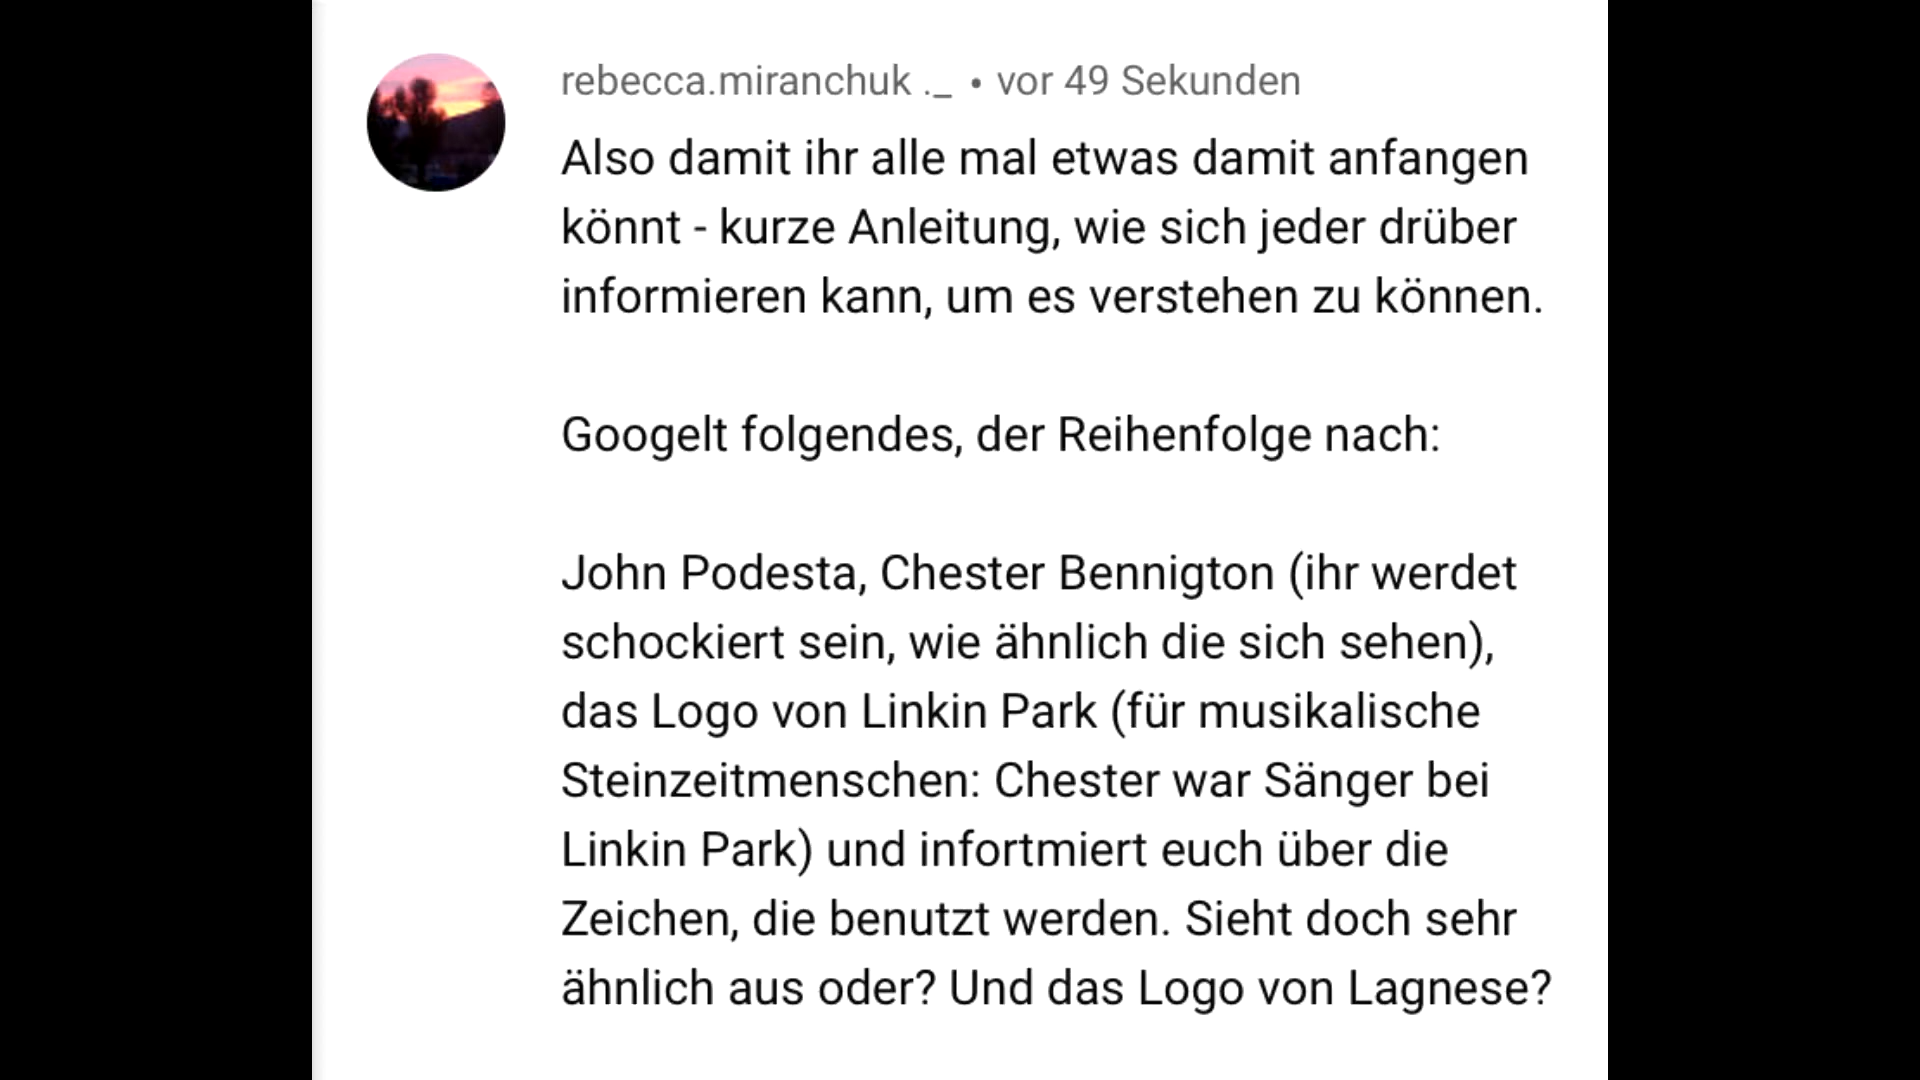 rebecca.miranchuk ._ • vor 49 Sekunden
Also damit ihr alle mal etwas damit anfangen
könnt - kurze Anleitung, wie sich jeder drüber
informieren kann, um es verstehen zu können.
Googelt folgendes, der Reihenfolge nach:
John Podesta, Chester Bennigton (ihr werdet
schockiert sein, wie ähnlich die sich sehen),
das Logo von Linkin Park (für musikalische
Steinzeitmenschen: Chester war Sänger bei
Linkin Park) und infortmiert euch über die
Zeichen, die benutzt werden. Sieht doch sehr
ähnlich aus oder? Und das Logo von Lagnese?